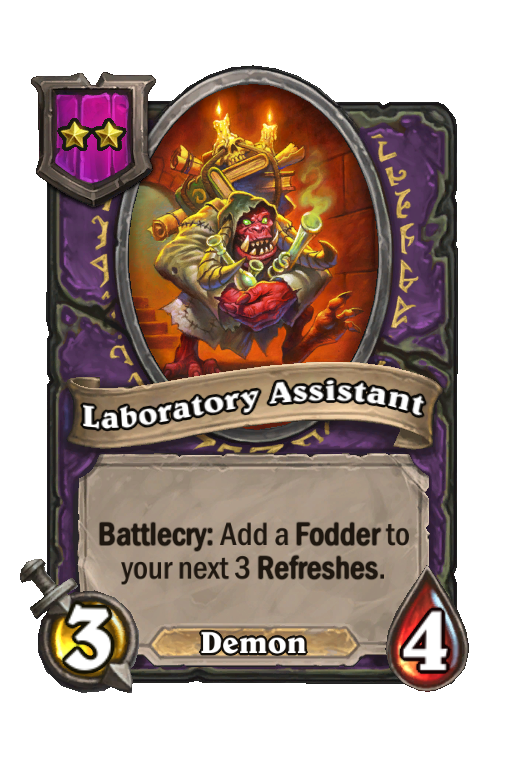 Laboratory Assistant
Battlecry: Add a Fodder to
your next 3 Refreshes.
3
Demon
4